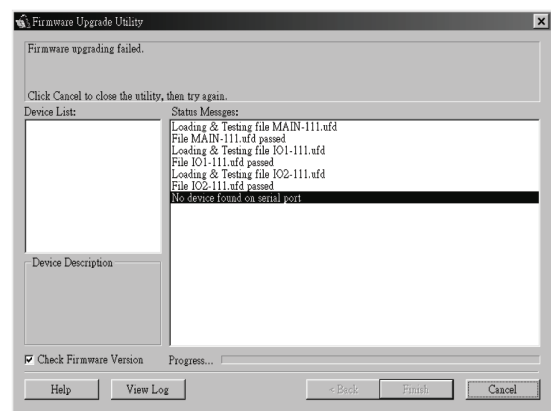 Firmware Upgrade Utility
Firmware upgrading failed.
Click Cancel to close the utility, then try again.
Device List:
Status Messges:
Loading & Testing file MAIN-111.ufd
File MAIN-111.ufd passed
Loading & Testing file IO1-111.ufd
File IO1-111.ufd passed
Loading & Testing file IO2-111.ufd
File IO2-111.ufd passed
No device found on serial port
Device Description
Check Firmware Version
Progress...
Help
View Log
< Back
Finish
Cancel